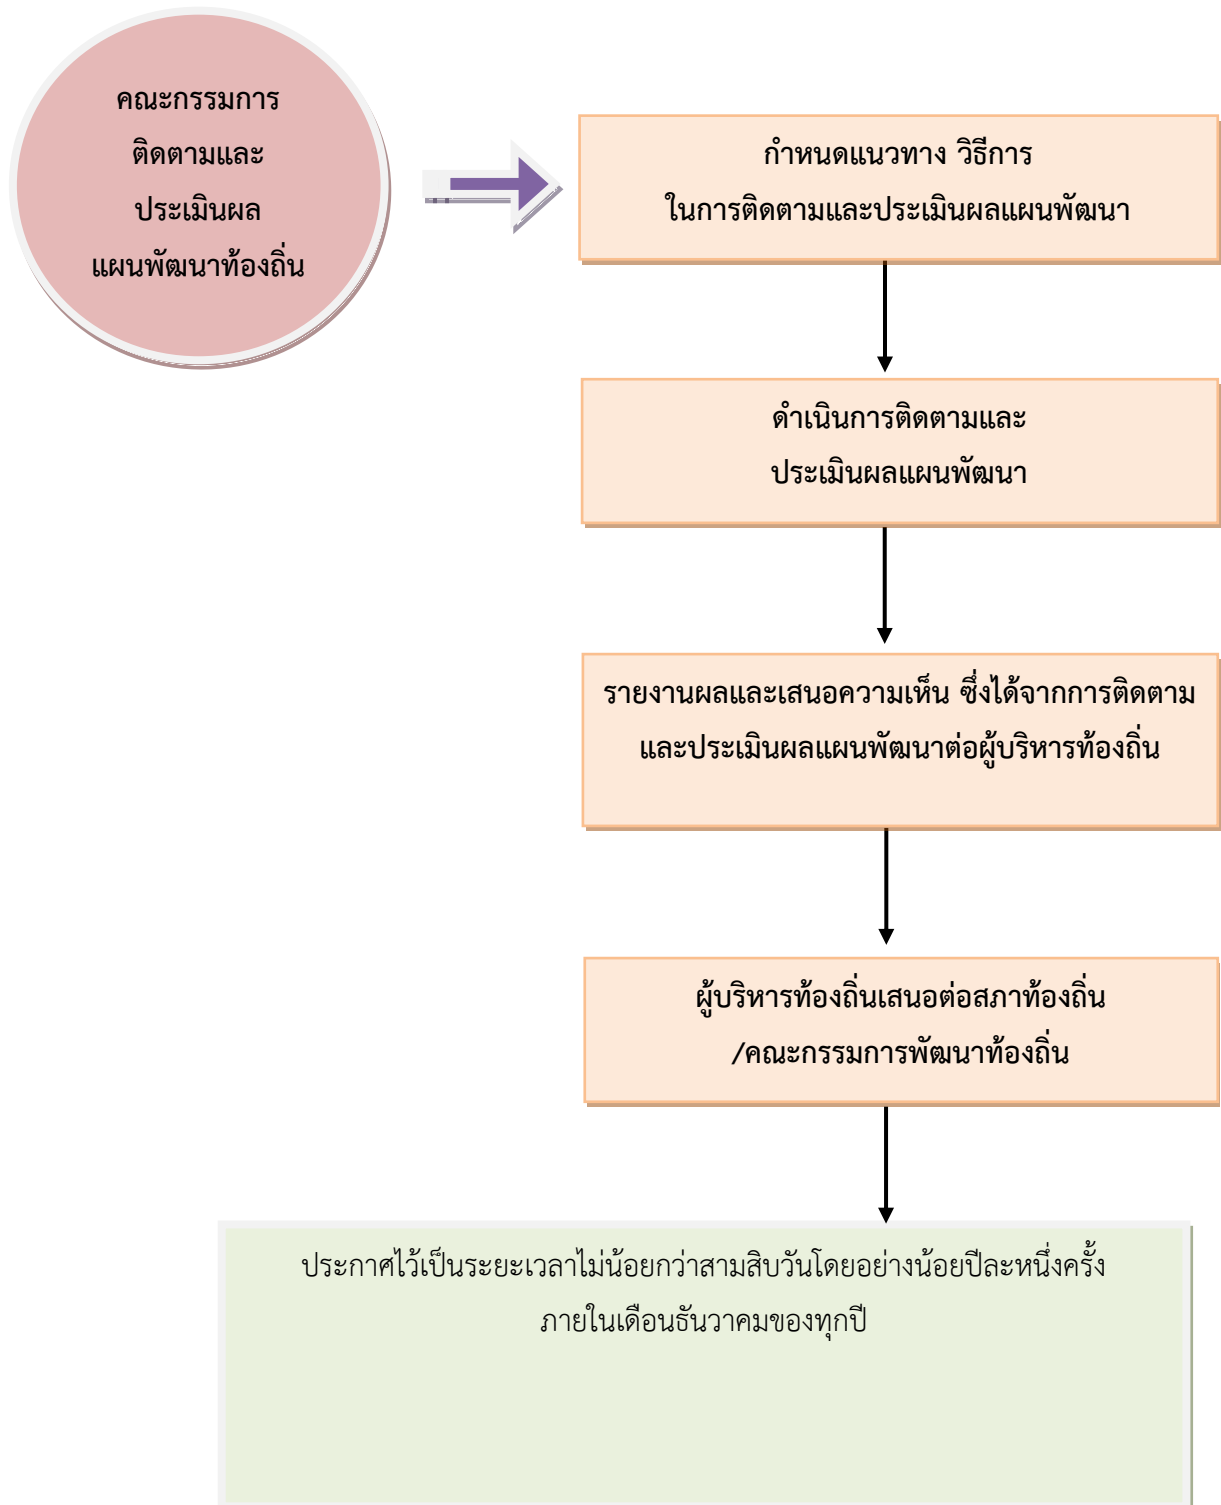 คณะกรรมการ
ติดตามและ
ประเมินผล
แผนพัฒนาท้องถิ่น
กำหนดแนวทาง วิธีการ
ในการติดตามและประเมินผลแผนพัฒนา
ดำเนินการติดตามและ
ประเมินผลแผนพัฒนา
รายงานผลและเสนอความเห็น ซึ่งได้จากการติดตาม
และประเมินผลแผนพัฒนาต่อผู้บริหารท้องถิ่น
ผู้บริหารท้องถิ่นเสนอต่อสภาท้องถิ่น
/คณะกรรมการพัฒนาท้องถิ่น
ประกาศไว้เป็นระยะเวลาไม่น้อยกว่าสามสิบวันโดยอย่างน้อยปีละหนึ่งครั้ง
ภายในเดือนธันวาคมของทุกปี